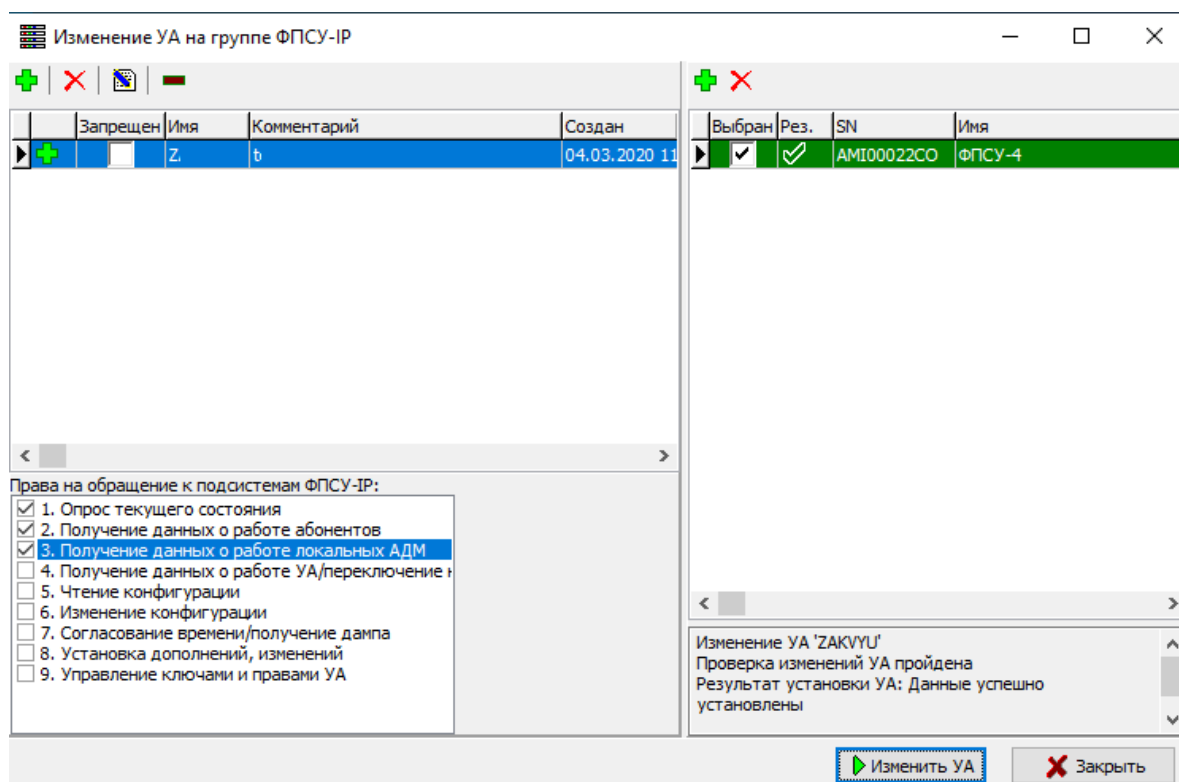 Изменение УА на группе ФПСУ-IP
Запрещен Имя Комментарий Создан
Z. 04.03.2020 11
Выбран Рез. SN Имя
AMI00022CO ФПСУ-4
Права на обращение к подсистемам ФПСУ-IP:
1. Опрос текущего состояния
2. Получение данных о работе абонентов
3. Получение данных о работе локальных АДМ
4. Получение данных о работе УА/переключение
5. Чтение конфигурации
6. Изменение конфигурации
7. Согласование времени/получение дампа
8. Установка дополнений, изменений
9. Управление ключами и правами УА
Изменение УА 'ZAKVYU'
Проверка изменений УА пройдена
Результат установки УА: Данные успешно
установлены
Изменить УА Закрыть